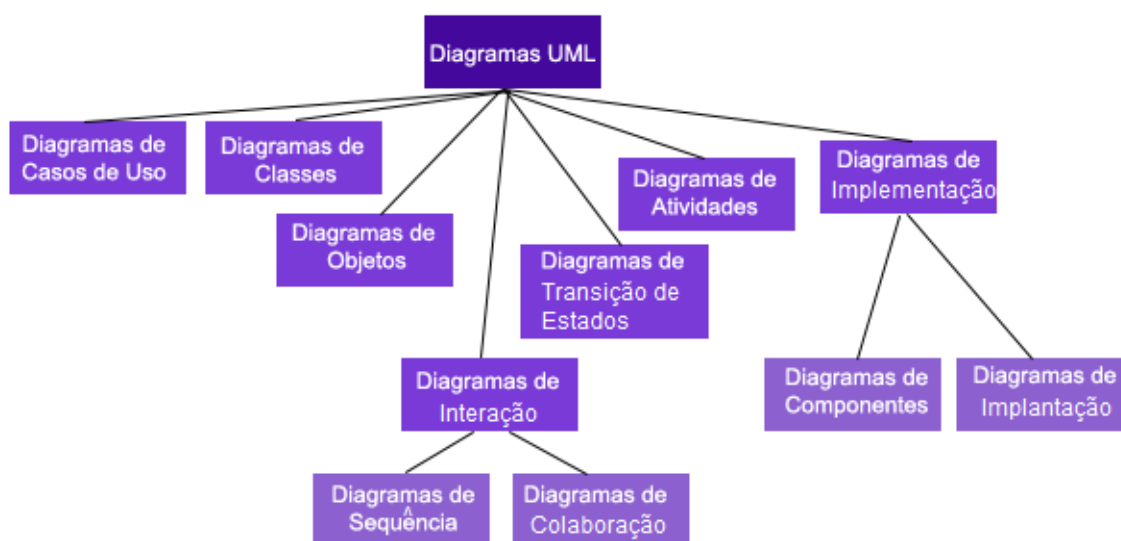 Diagramas UML
Diagramas de
Casos de Uso
Diagramas de
Classes
Diagramas de
Objetos
Diagramas de
Transição de
Estados
Diagramas de
Atividades
Diagramas de
Implementação
Diagramas de
Interação
Diagramas de
Componentes
Diagramas de
Implantação
Diagramas de
Sequência
Diagramas de
Colaboração